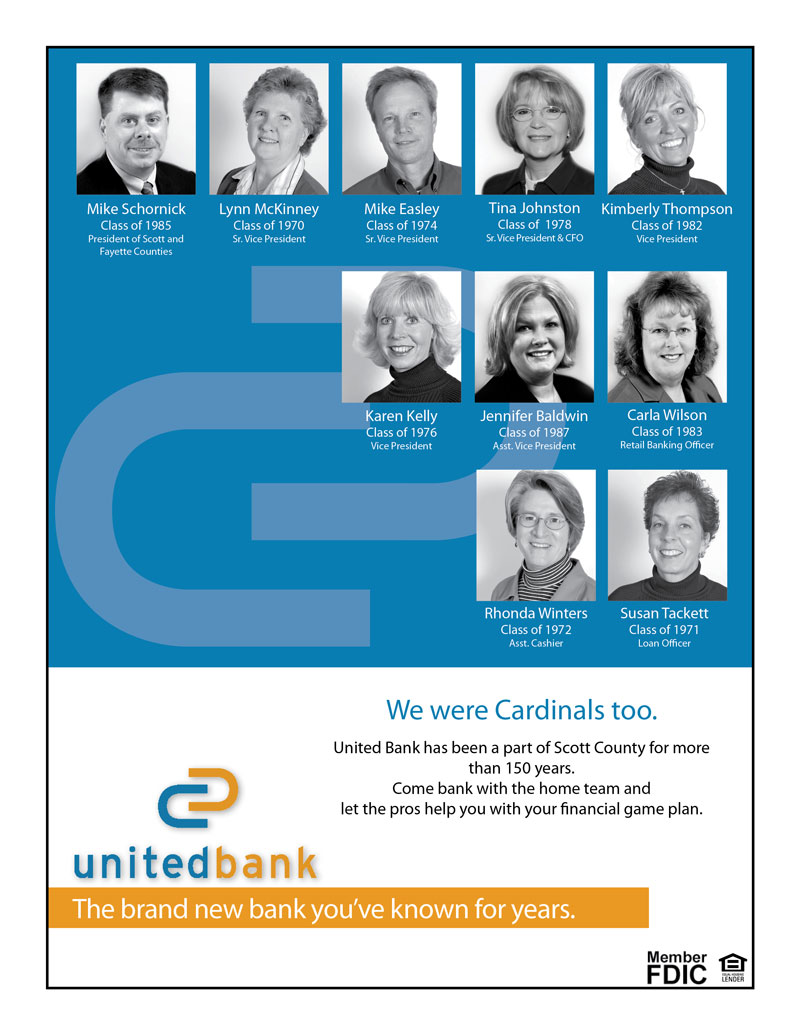 Mike Schornick
Class of 1985
President of Scott and
Fayette Counties
Lynn McKinney
Class of 1970
Sr. Vice President
Mike Easley
Class of 1974
Sr. Vice President
Tina Johnston
Class of 1978
Sr. Vice President & CFO
Kimberly Thompson
Class of 1982
Vice President
Karen Kelly
Class of 1976
Vice President
Jennifer Baldwin
Class of 1987
Asst. Vice President
Carla Wilson
Class of 1983
Retail Banking Officer
Rhonda Winters
Class of 1972
Asst. Cashier
Susan Tackett
Class of 1971
Loan Officer
We were Cardinals too.
United Bank has been a part of Scott County for more
than 150 years.
Come bank with the home team and
let the pros help you with your financial game plan.
unitedbank
The brand new bank you've known for years.
Member
FDIC
EQUAL HOUSING
LENDER